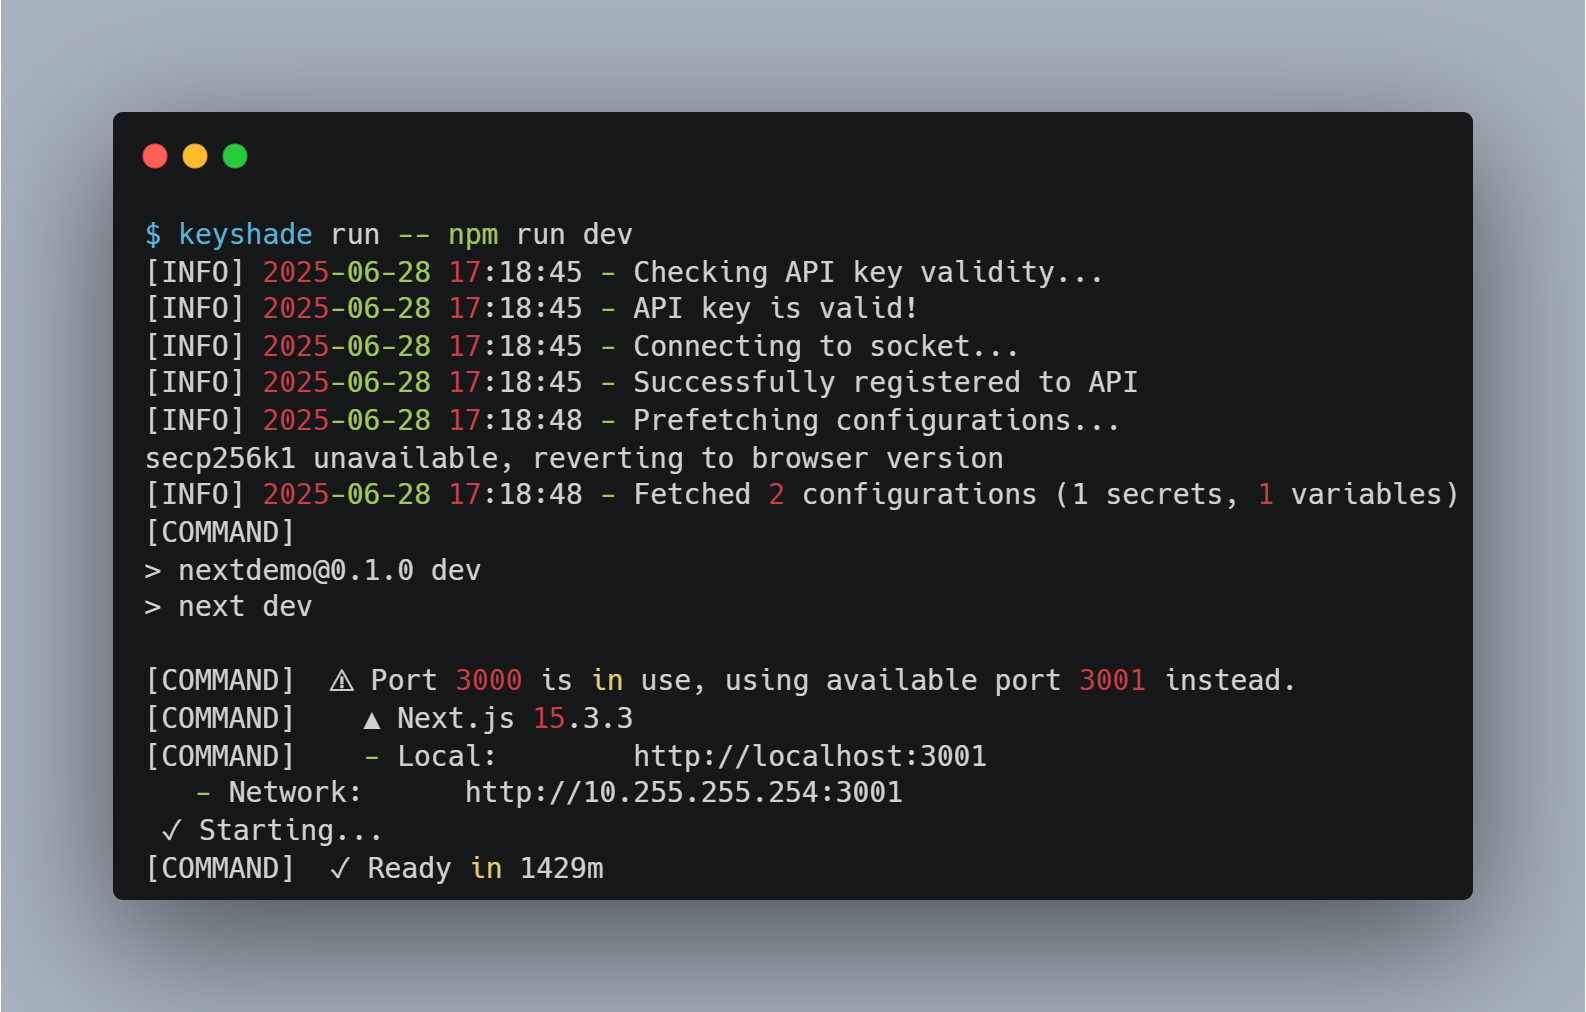 $ keyshade run -- npm run dev
[INFO] 2025-06-28 17:18:45 - Checking API key validity...
[INFO] 2025-06-28 17:18:45 - API key is valid!
[INFO] 2025-06-28 17:18:45 - Connecting to socket...
[INFO] 2025-06-28 17:18:45 - Successfully registered to API
[INFO] 2025-06-28 17:18:48 - Prefetching configurations...
secp256k1 unavailable, reverting to browser version
[INFO] 2025-06-28 17:18:48 - Fetched 2 configurations (1 secrets, 1 variables)
[COMMAND]
> nextdemo@0.1.0 dev
> next dev
[COMMAND]  ⚠ Port 3000 is in use, using available port 3001 instead.
[COMMAND]    ▲ Next.js 15.3.3
[COMMAND]    - Local:        http://localhost:3001
   - Network:      http://10.255.255.254:3001
 ✓ Starting...
[COMMAND]  ✓ Ready in 1429m